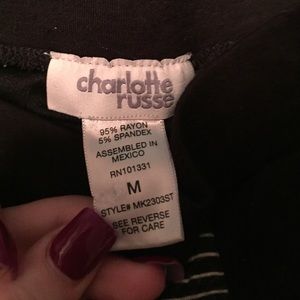 charlotte
russe
95% RAYON
5% SPANDEX
ASSEMBLED IN
MEXICO
RN101331
M
STYLE# MK2303ST
SEE REVERSE
FOR CARE